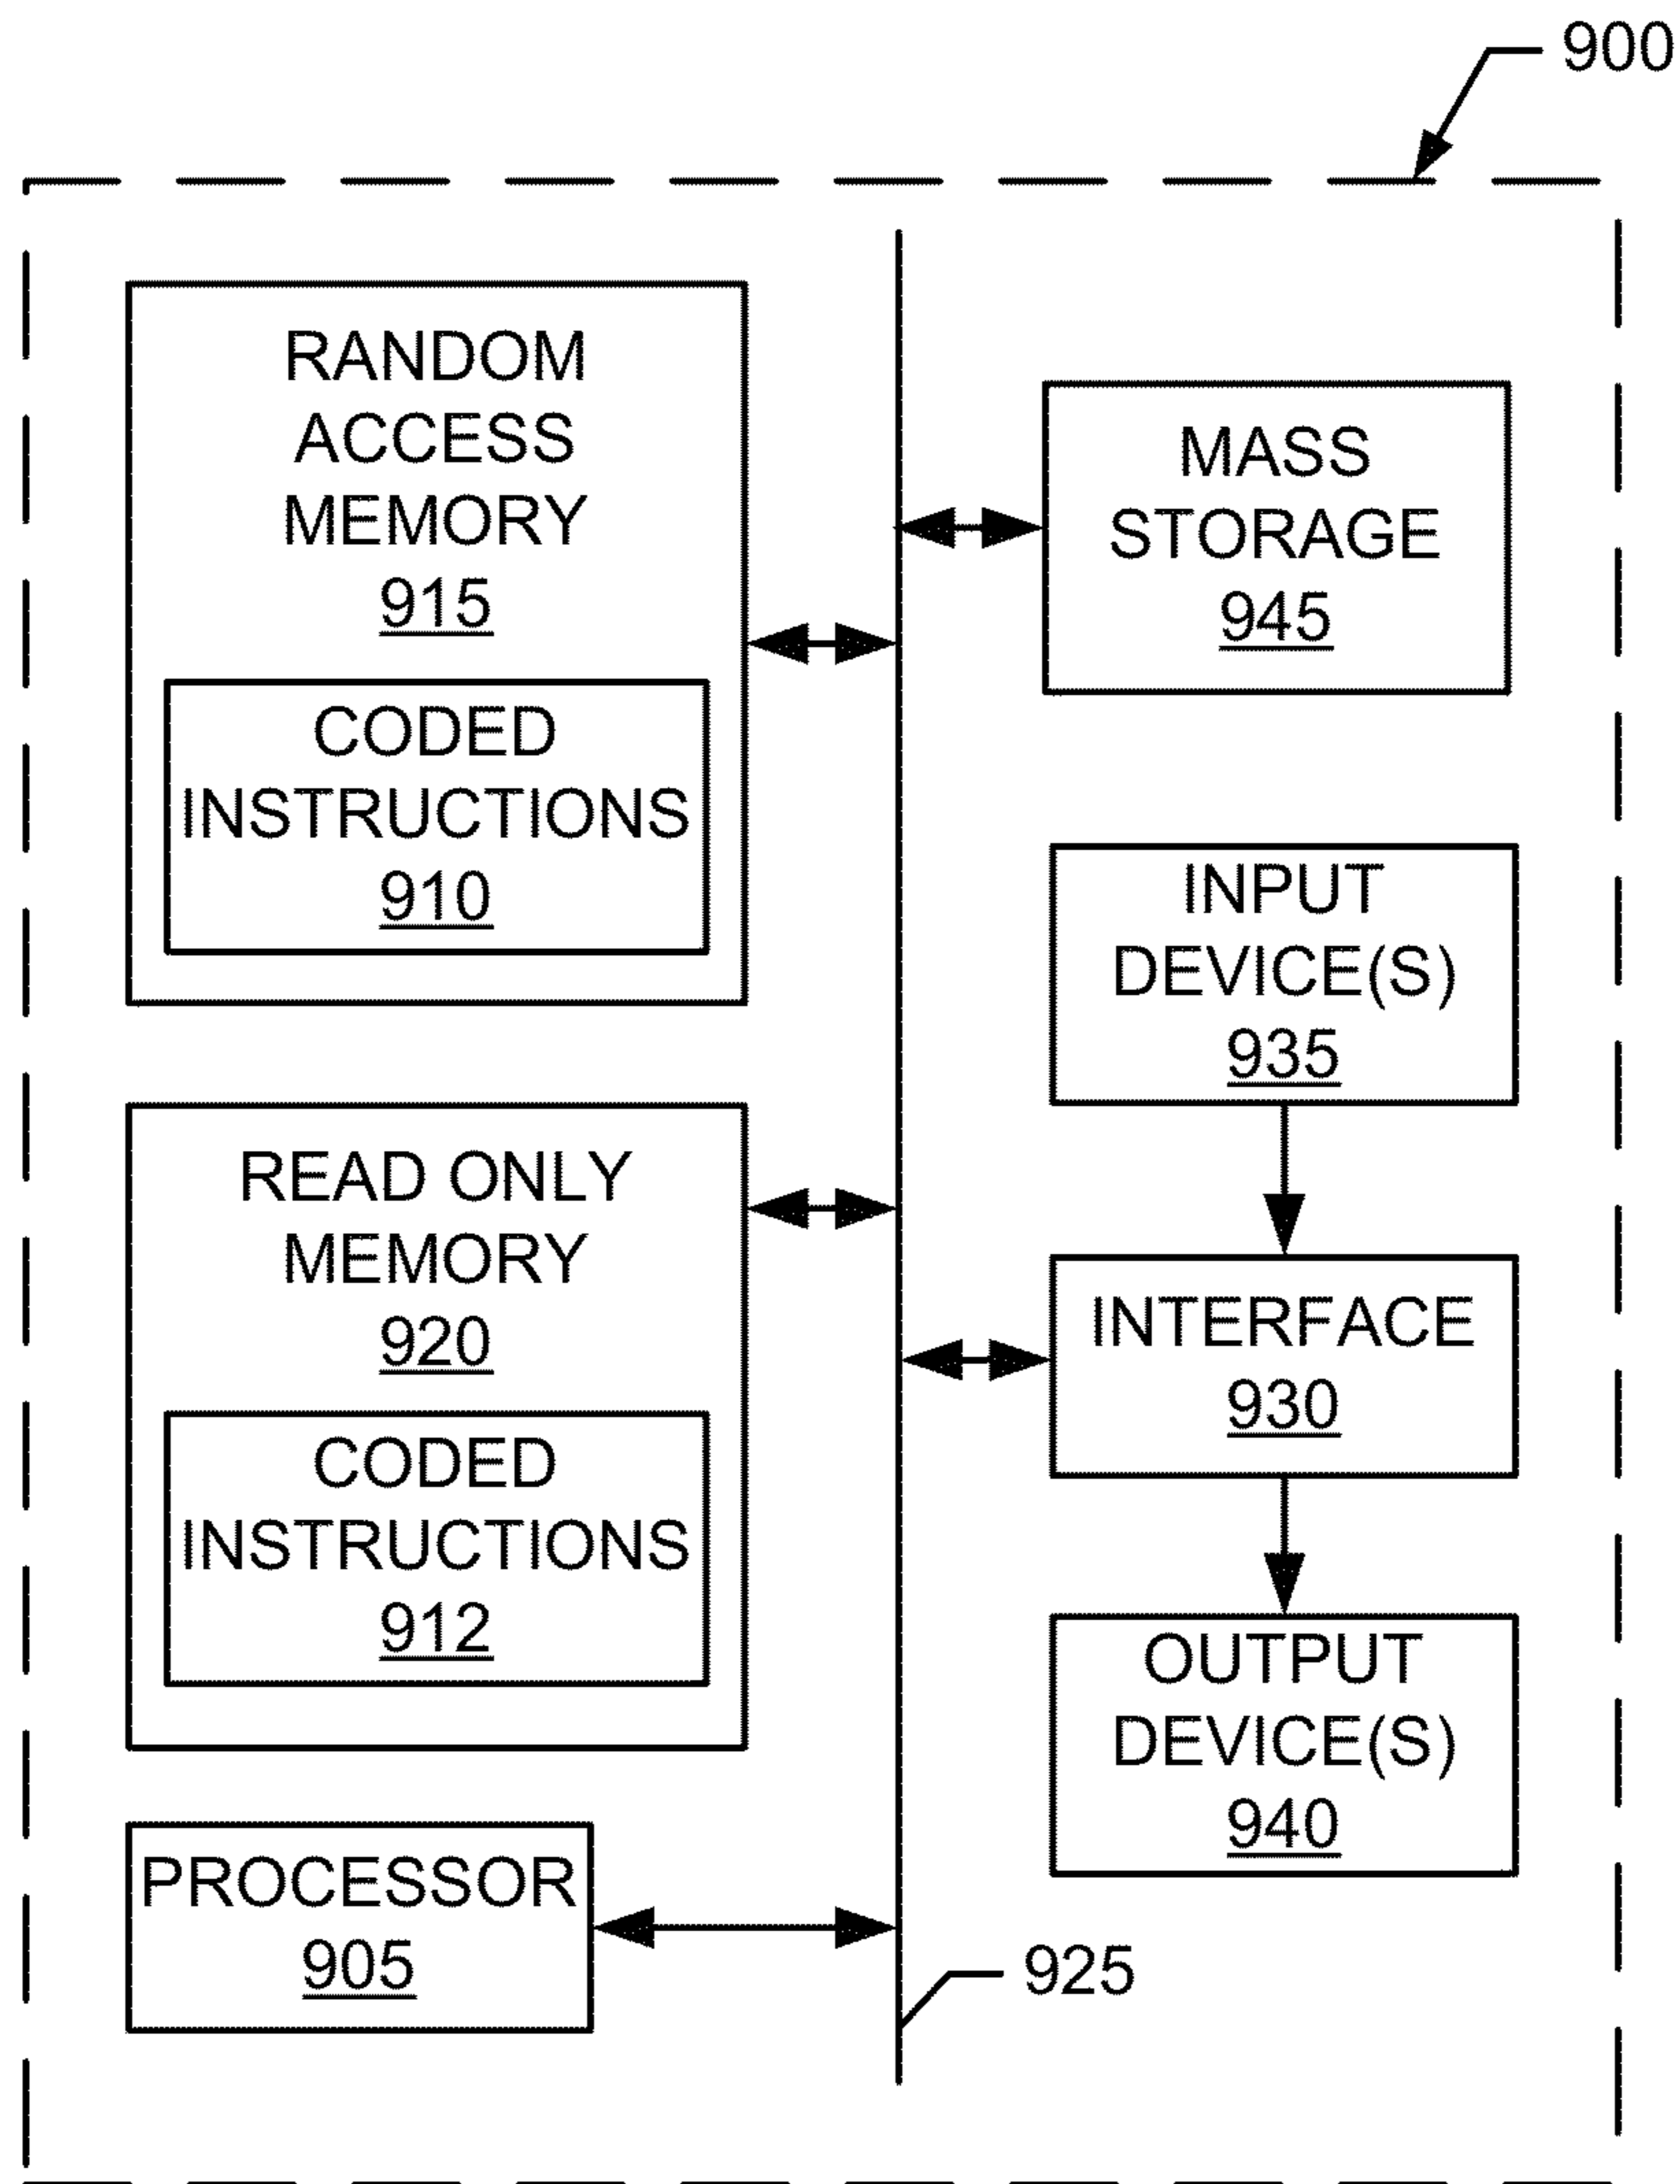 900
RANDOM
ACCESS
MEMORY
915
CODED
INSTRUCTIONS
910
READ ONLY
MEMORY
920
CODED
INSTRUCTIONS
912
PROCESSOR
905
MASS
STORAGE
945
INPUT
DEVICE(S)
935
INTERFACE
930
OUTPUT
DEVICE(S)
940
925